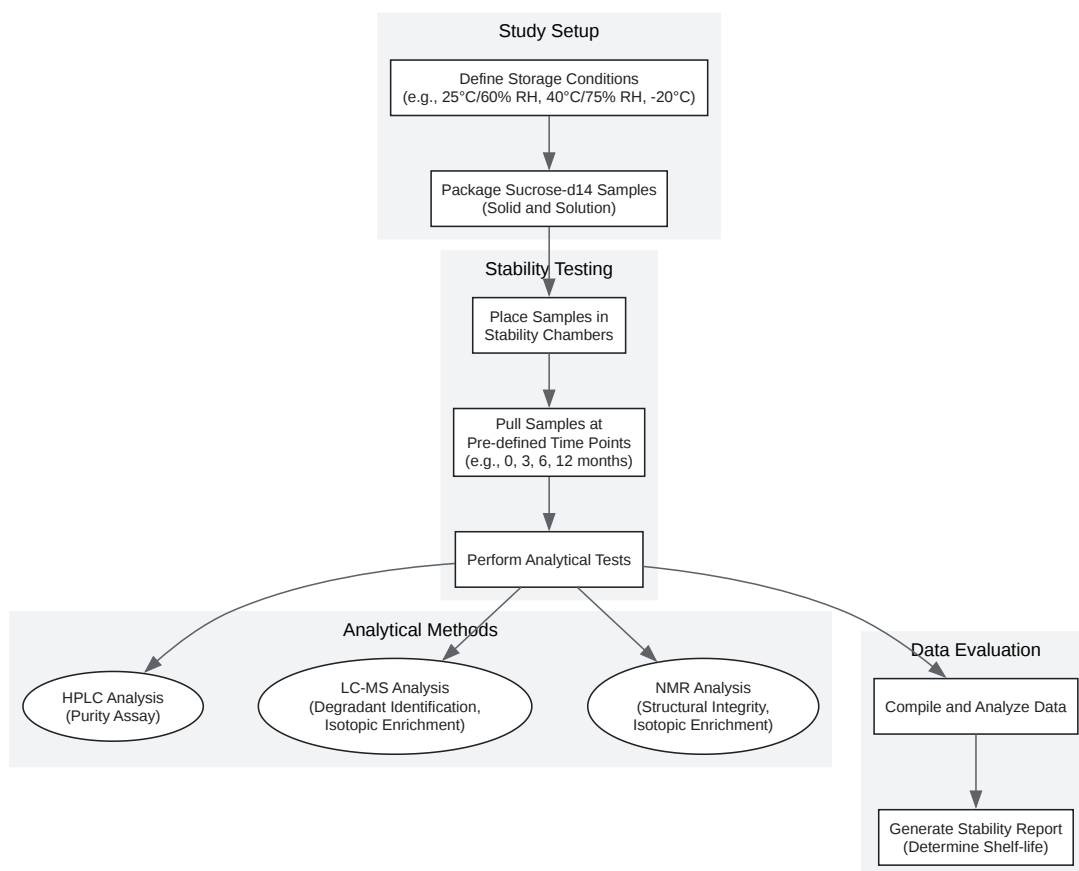 Study Setup
Define Storage Conditions
(e.g., 25°C/60% RH, 40°C/75% RH, -20°C)
Package Sucrose-d14 Samples
(Solid and Solution)
Stability Testing
Place Samples in
Stability Chambers
Pull Samples at
Pre-defined Time Points
(e.g., 0, 3, 6, 12 months)
Perform Analytical Tests
Analytical Methods
HPLC Analysis
(Purity Assay)
LC-MS Analysis
(Degradant Identification,
Isotopic Enrichment)
NMR Analysis
(Structural Integrity,
Isotopic Enrichment)
Data Evaluation
Compile and Analyze Data
Generate Stability Report
(Determine Shelf-life)